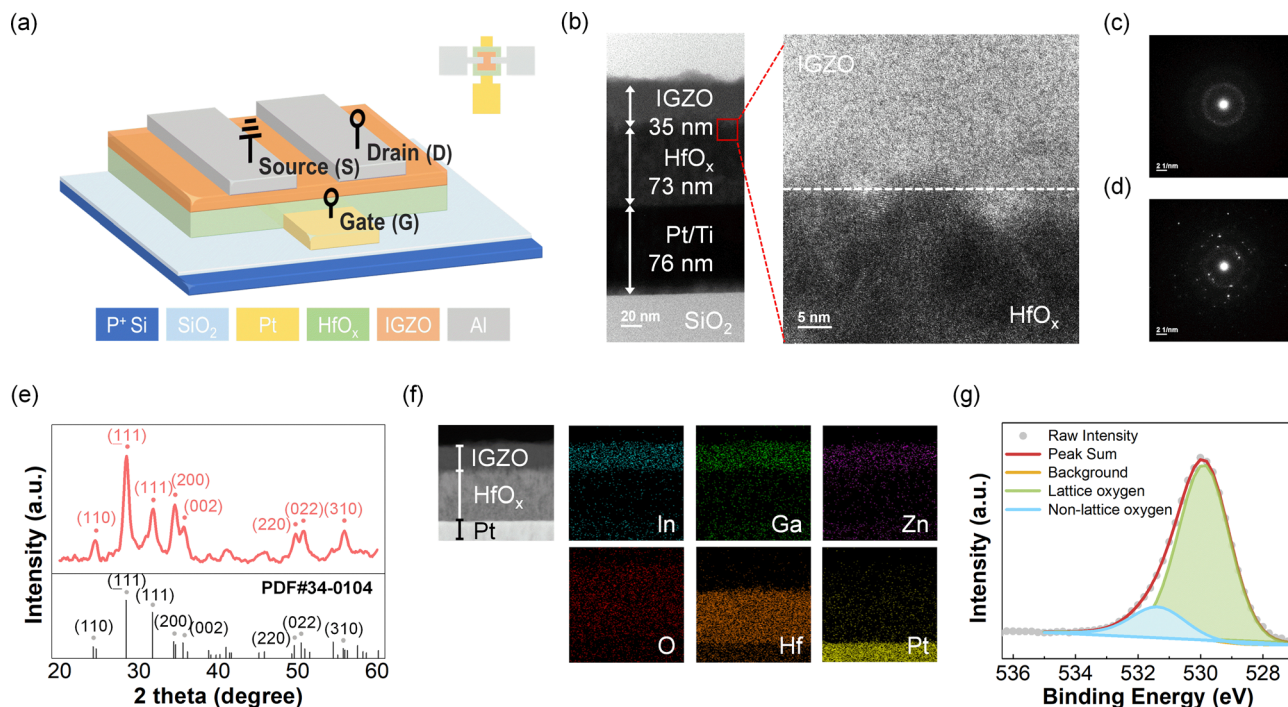 (a)
Source (S)
Drain (D)
Gate (G)
P⁺ Si
SiO₂
Pt
HfOₓ
IGZO
Al
(b)
IGZO
35 nm
HfOₓ
73 nm
Pt/Ti
76 nm
20 nm
SiO₂
IGZO
5 nm
HfOₓ
(c)
2 1/nm
(d)
2 1/nm
(e)
Intensity (a.u.)
(1̲11)
(110)
(111)
(200)
(002)
(220)
(022)
(310)
PDF#34-0104
(1̲11)
(111)
(110)
(200)
(002)
(220)
(022)
(310)
20
30
40
50
60
2 theta (degree)
(f)
IGZO
HfOₓ
Pt
In
Ga
Zn
O
Hf
Pt
(g)
Intensity (a.u.)
Raw Intensity
Peak Sum
Background
Lattice oxygen
Non-lattice oxygen
536
534
532
530
528
Binding Energy (eV)